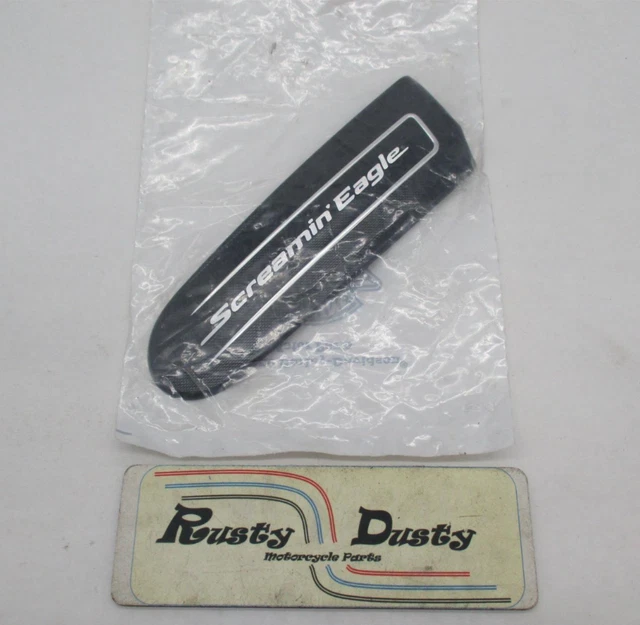 Screamin' Eagle
Rusty Dusty
Motorcycle Parts